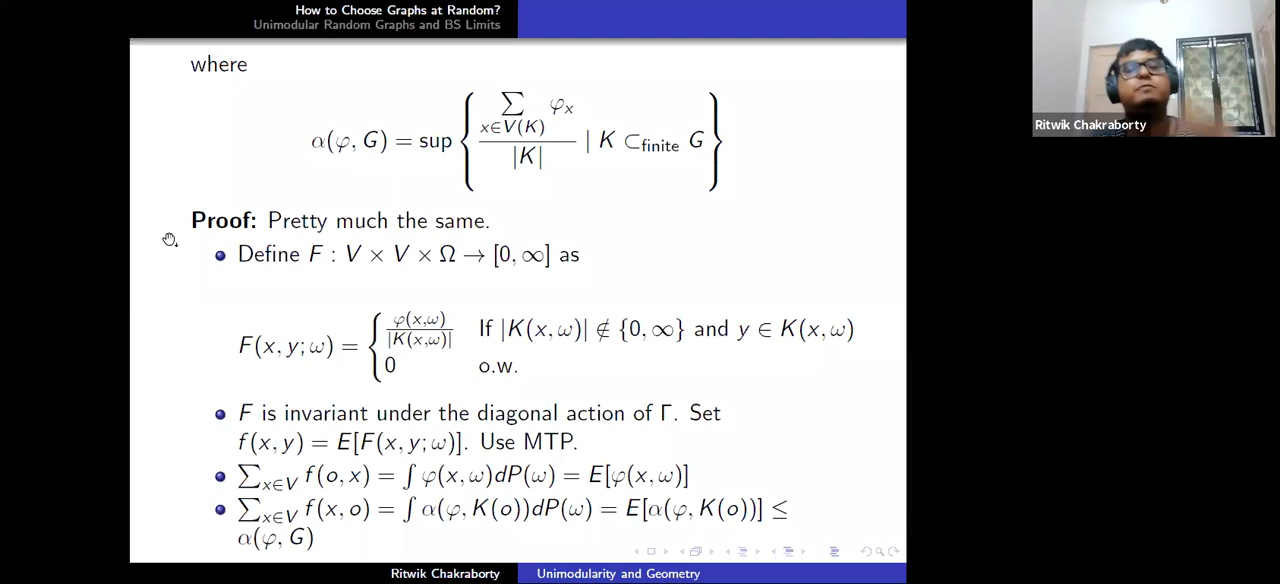 How to Choose Graphs at Random?
Unimodular Random Graphs and BS Limits
where
α(φ, G) = sup { ∑_{x∈V(K)} φ_x / |K| | K ⊂_finite G }
Proof: Pretty much the same.
Define F : V × V × Ω → [0, ∞] as
F(x, y; ω) = { φ(x,ω) / |K(x,ω)| If |K(x, ω)| ∉ {0, ∞} and y ∈ K(x, ω)
0 o.w.
F is invariant under the diagonal action of Γ. Set
f(x, y) = E[F(x, y; ω)]. Use MTP.
∑_{x∈V} f(o, x) = ∫ φ(x, ω)dP(ω) = E[φ(x, ω)]
∑_{x∈V} f(x, o) = ∫ α(φ, K(o))dP(ω) = E[α(φ, K(o))] ≤
α(φ, G)
Ritwik Chakraborty Unimodularity and Geometry
Ritwik Chakraborty